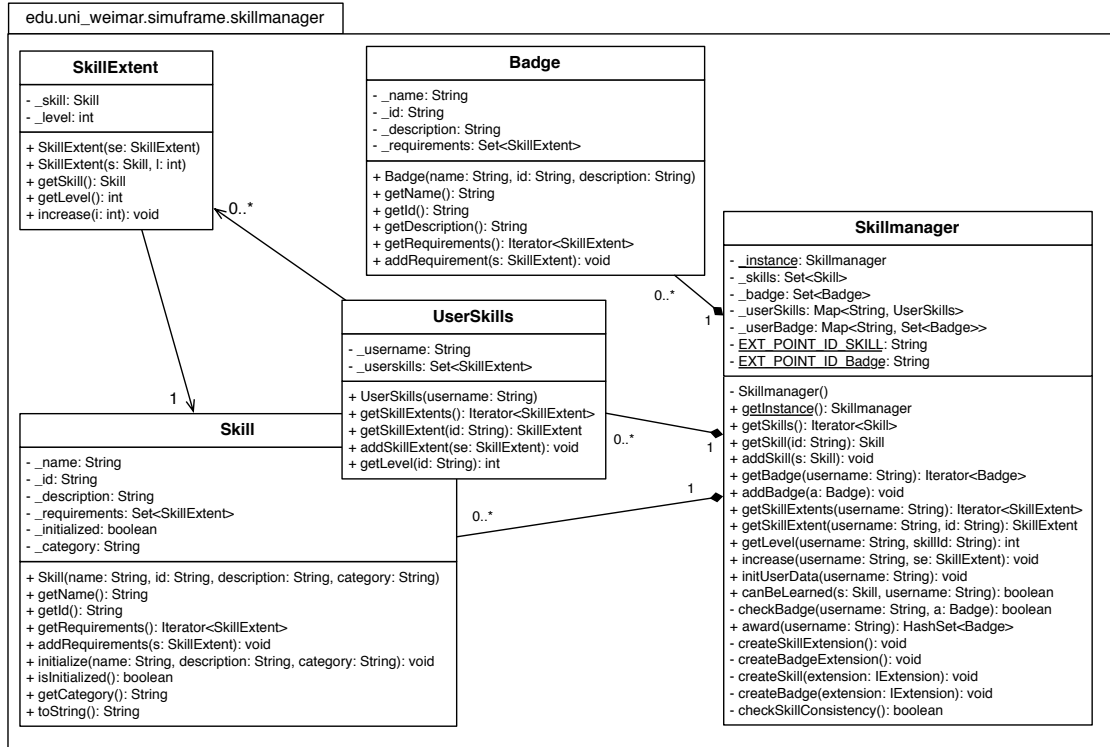 edu.uni_weimar.simuframe.skillmanager
SkillExtent
- _skill: Skill
- _level: int
+ SkillExtent(se: SkillExtent)
+ SkillExtent(s: Skill, l: int)
+ getSkill(): Skill
+ getLevel(): int
+ increase(i: int): void
Badge
- _name: String
- _id: String
- _description: String
- _requirements: Set<SkillExtent>
+ Badge(name: String, id: String, description: String)
+ getName(): String
+ getId(): String
+ getDescription(): String
+ getRequirements(): Iterator<SkillExtent>
+ addRequirement(s: SkillExtent): void
0..*
0..*
1
UserSkills
- _username: String
- _userskills: Set<SkillExtent>
+ UserSkills(username: String)
+ getSkillExtents(): Iterator<SkillExtent>
+ getSkillExtent(id: String): SkillExtent
+ addSkillExtent(se: SkillExtent): void
+ getLevel(id: String): int
0..*
1
1
Skill
- _name: String
- _id: String
- _description: String
- _requirements: Set<SkillExtent>
- _initialized: boolean
- _category: String
+ Skill(name: String, id: String, description: String, category: String)
+ getName(): String
+ getId(): String
+ getRequirements(): Iterator<SkillExtent>
+ addRequirements(s: SkillExtent): void
+ initialize(name: String, description: String, category: String): void
+ isInitialized(): boolean
+ getCategory(): String
+ toString(): String
0..*
1
Skillmanager
- _instance: Skillmanager
- _skills: Set<Skill>
- _badge: Set<Badge>
- _userSkills: Map<String, UserSkills>
- _userBadge: Map<String, Set<Badge>>
- EXT_POINT_ID_SKILL: String
- EXT_POINT_ID_Badge: String
- Skillmanager()
+ getInstance(): Skillmanager
+ getSkills(): Iterator<Skill>
+ getSkill(id: String): Skill
+ addSkill(s: Skill): void
+ getBadge(username: String): Iterator<Badge>
+ addBadge(a: Badge): void
+ getSkillExtents(username: String): Iterator<SkillExtent>
+ getSkillExtent(username: String, id: String): SkillExtent
+ getLevel(username: String, skillId: String): int
+ increase(username: String, se: SkillExtent): void
+ initUserData(username: String): void
+ canBeLearned(s: Skill, username: String): boolean
- checkBadge(username: String, a: Badge): boolean
+ award(username: String): HashSet<Badge>
- createSkillExtension(): void
- createBadgeExtension(): void
- createSkill(extension: IExtension): void
- createBadge(extension: IExtension): void
- checkSkillConsistency(): boolean